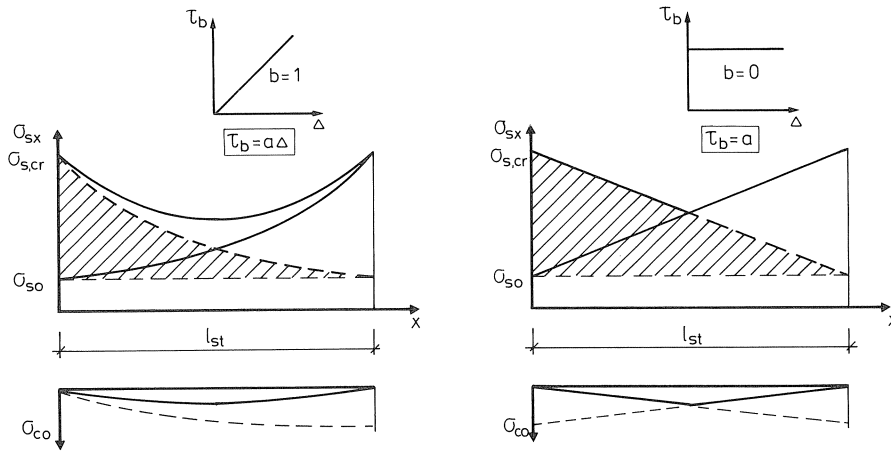 τb
b=1
Δ
τb=aΔ
σsx
σs,cr
σso
x
lst
σco
τb
b=0
Δ
τb=a
σsx
σs,cr
σso
x
lst
σco